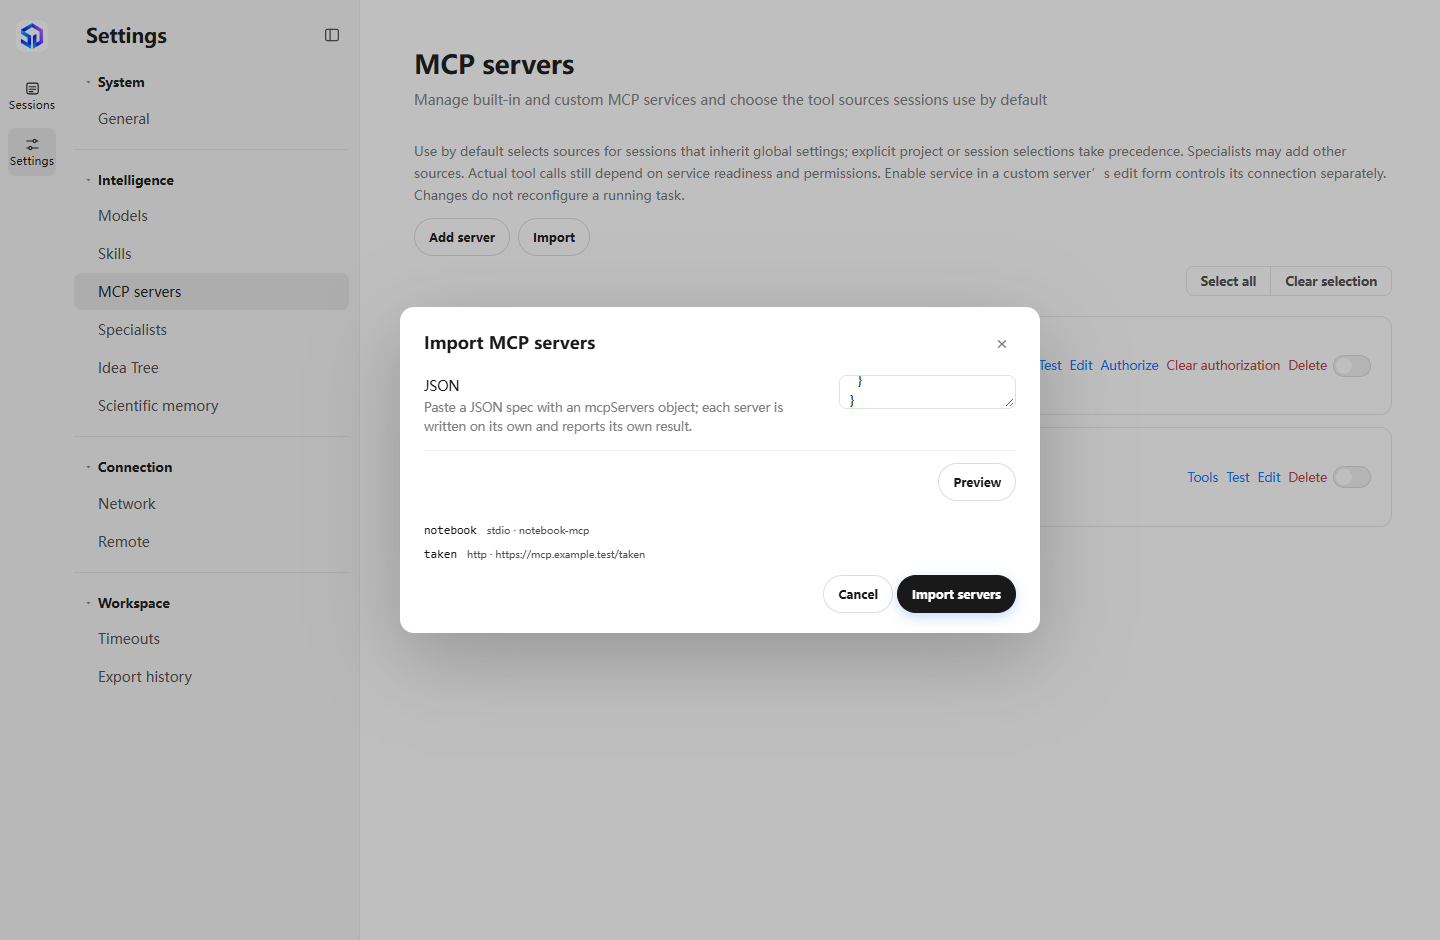 Settings
Sessions
Settings
System
General
Intelligence
Models
Skills
MCP servers
Specialists
Idea Tree
Scientific memory
Connection
Network
Remote
Workspace
Timeouts
Export history
MCP servers
Manage built-in and custom MCP services and choose the tool sources sessions use by default
Use by default selects sources for sessions that inherit global settings; explicit project or session selections take precedence. Specialists may add other
sources. Actual tool calls still depend on service readiness and permissions. Enable service in a custom server’s edit form controls its connection separately.
Changes do not reconfigure a running task.
Add server Import
Select all Clear selection
Test Edit Authorize Clear authorization Delete
Tools Test Edit Delete
Import MCP servers
×
JSON
Paste a JSON spec with an mcpServers object; each server is
written on its own and reports its own result.
}
}
Preview
notebook stdio · notebook-mcp
taken http · https://mcp.example.test/taken
Cancel Import servers